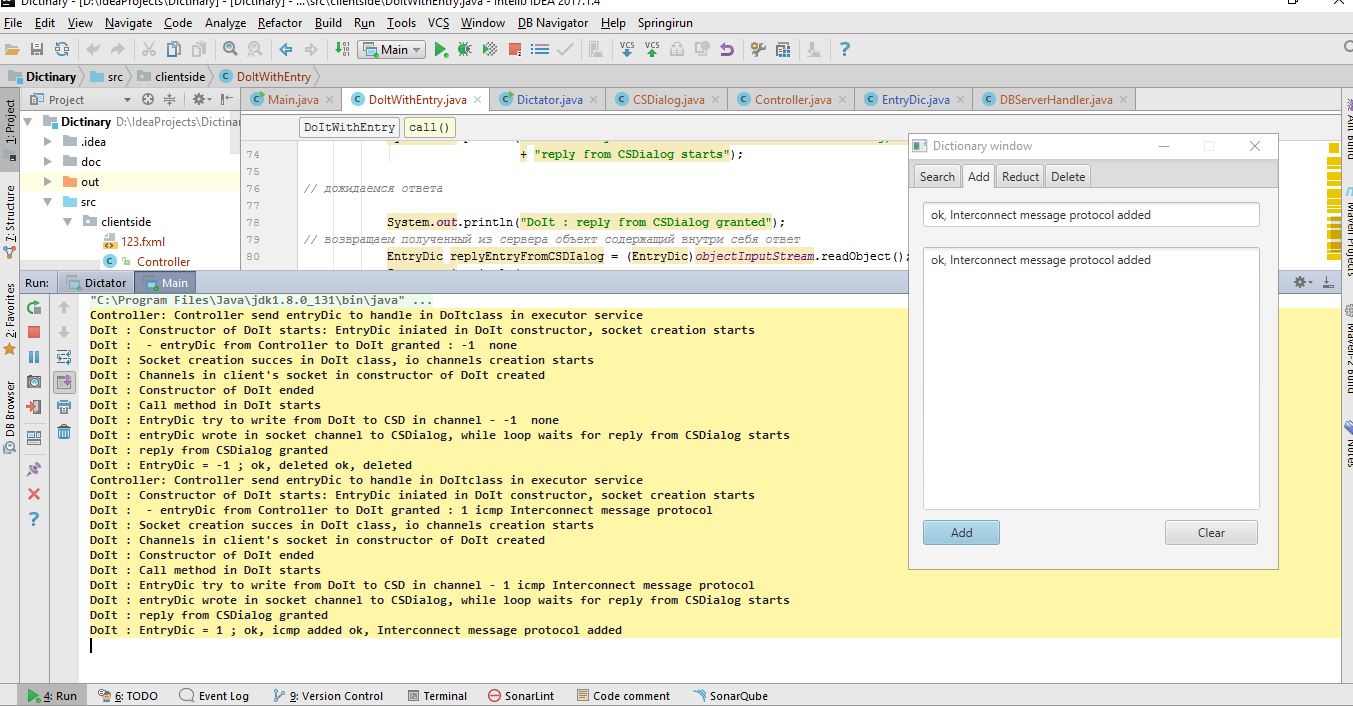 Dictinary - [D:\IdeaProjects\Dictinary] - [Dictinary] - ...\src\clientside\DoItWithEntry.java - IntelliJ IDEA 2017.1.4
File Edit View Navigate Code Analyze Refactor Build Run Tools VCS Window DB Navigator Help Springirun
Main
VCS VCS
Dictinary src clientside DoItWithEntry
Project
Main.java DoItWithEntry.java Dictator.java CSDialog.java Controller.java EntryDic.java DBServerHandler.java
Dictinary D:\IdeaProjects\Dictinar
.idea
doc
out
src
clientside
123.fxml
Controller
1: Project
7: Structure
2: Favorites
DB Browser
DoItWithEntry call()
74 + "reply from CSDialog starts");
75
76 // дожидаемся ответа
77
78 System.out.println("DoIt : reply from CSDialog granted");
79 // возвращаем полученный из сервера объект содержащий внутри себя ответ
80 EntryDic replyEntryFromCSDIalog = (EntryDic)objectInputStream.readObject();
Run: Dictator Main
"C:\Program Files\Java\jdk1.8.0_131\bin\java" ...
Controller: Controller send entryDic to handle in DoItclass in executor service
DoIt : Constructor of DoIt starts: EntryDic iniated in DoIt constructor, socket creation starts
DoIt :  - entryDic from Controller to DoIt granted : -1  none
DoIt : Socket creation succes in DoIt class, io channels creation starts
DoIt : Channels in client's socket in constructor of DoIt created
DoIt : Constructor of DoIt ended
DoIt : Call method in DoIt starts
DoIt : EntryDic try to write from DoIt to CSD in channel - -1  none
DoIt : entryDic wrote in socket channel to CSDialog, while loop waits for reply from CSDialog starts
DoIt : reply from CSDialog granted
DoIt : EntryDic = -1 ; ok, deleted ok, deleted
Controller: Controller send entryDic to handle in DoItclass in executor service
DoIt : Constructor of DoIt starts: EntryDic iniated in DoIt constructor, socket creation starts
DoIt :  - entryDic from Controller to DoIt granted : 1 icmp Interconnect message protocol
DoIt : Socket creation succes in DoIt class, io channels creation starts
DoIt : Channels in client's socket in constructor of DoIt created
DoIt : Constructor of DoIt ended
DoIt : Call method in DoIt starts
DoIt : EntryDic try to write from DoIt to CSD in channel - 1 icmp Interconnect message protocol
DoIt : entryDic wrote in socket channel to CSDialog, while loop waits for reply from CSDialog starts
DoIt : reply from CSDialog granted
DoIt : EntryDic = 1 ; ok, icmp added ok, Interconnect message protocol added
Dictionary window
Search Add Reduct Delete
ok, Interconnect message protocol added
ok, Interconnect message protocol added
Add Clear
4: Run 6: TODO Event Log 9: Version Control Terminal SonarLint Code comment SonarQube